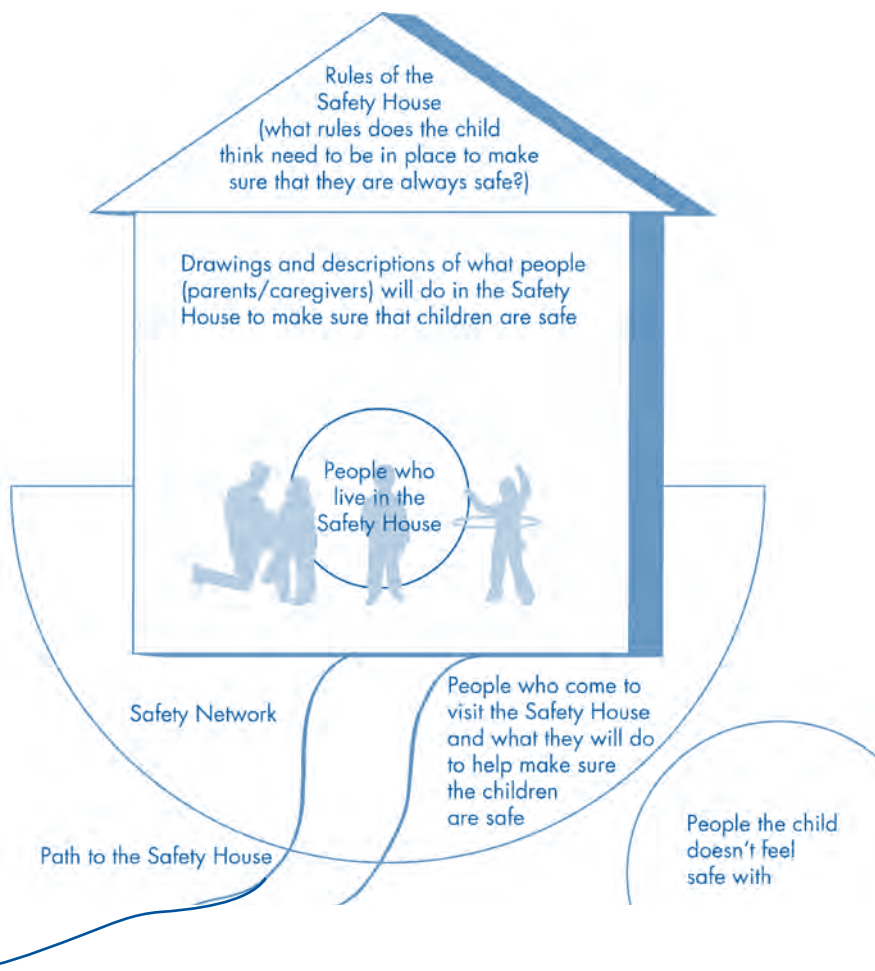 Rules of the
Safety House
(what rules does the child
think need to be in place to make
sure that they are always safe?)
Drawings and descriptions of what people
(parents/caregivers) will do in the Safety
House to make sure that children are safe
People who
live in the
Safety House
Safety Network
People who come to
visit the Safety House
and what they will do
to help make sure
the children
are safe
Path to the Safety House
People the child
doesn't feel
safe with